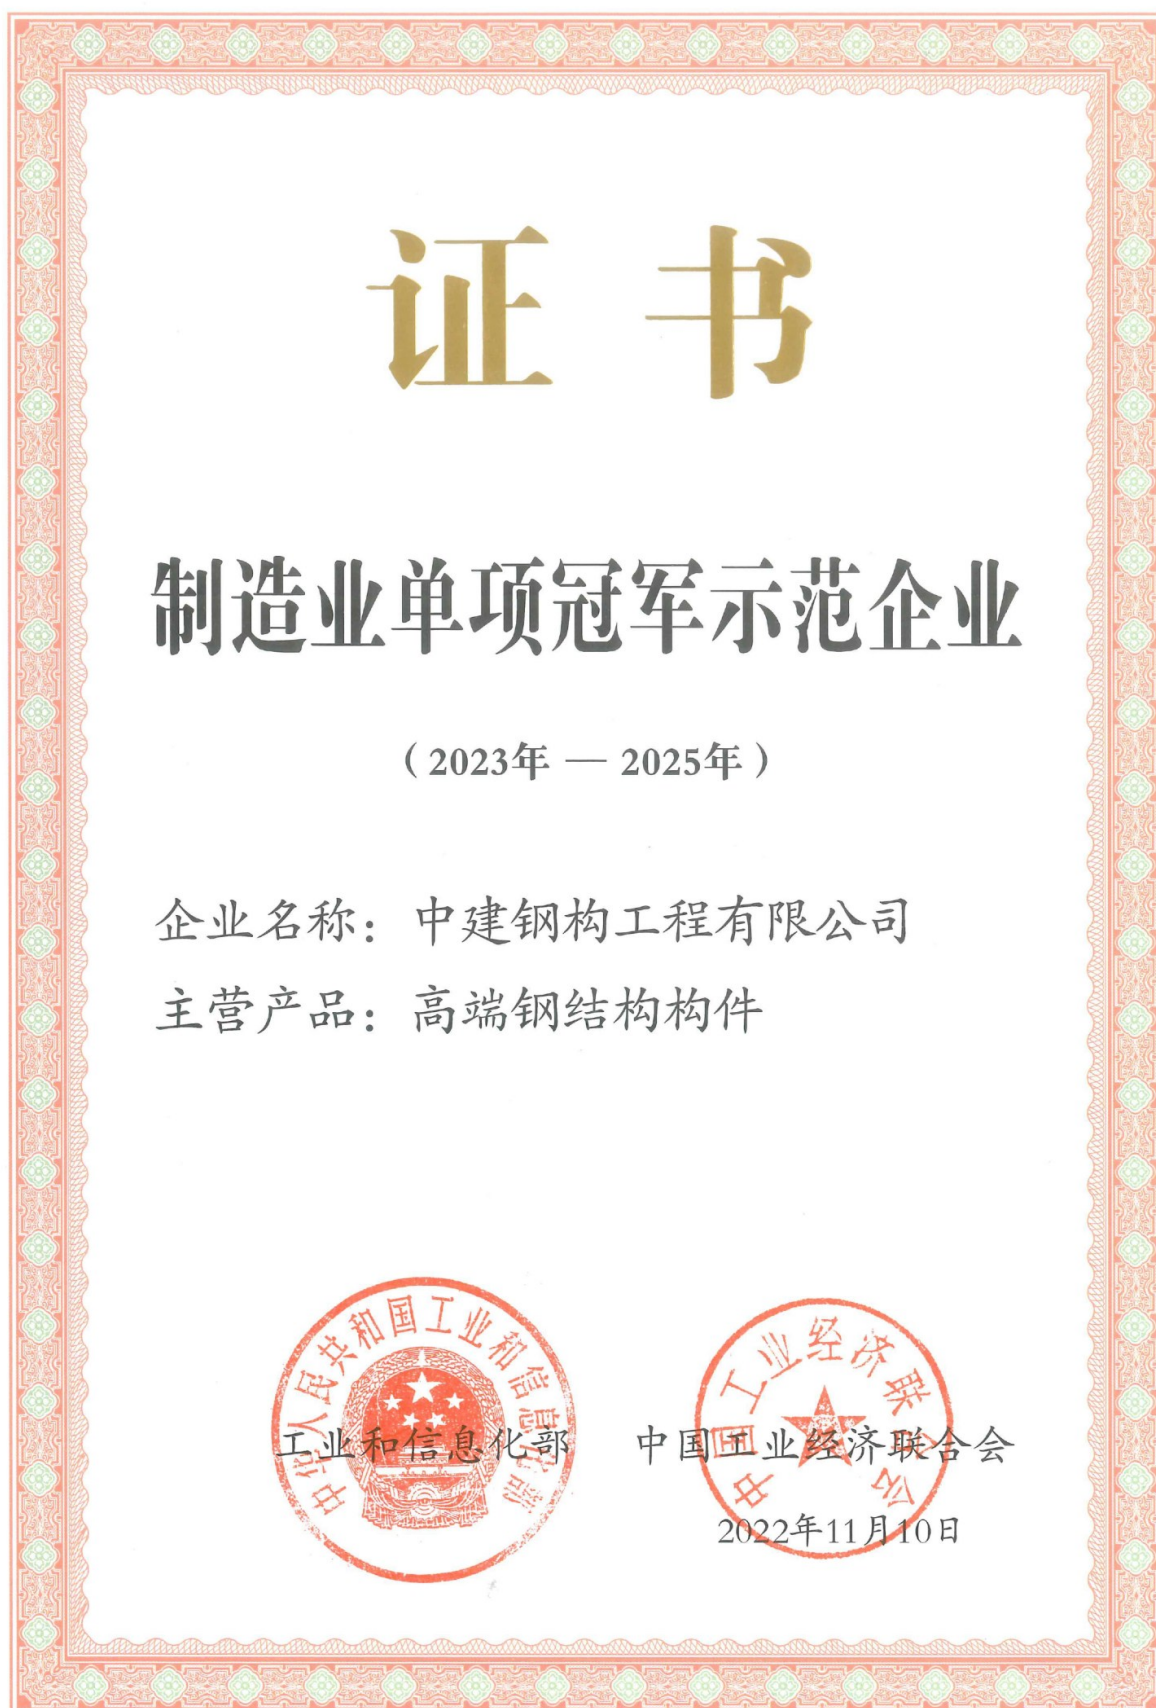 证书
制造业单项冠军示范企业
（2023年 — 2025年）
企业名称：中建钢构工程有限公司
主营产品：高端钢结构构件
中华人民共和国工业和信息化部
工业和信息化部
中国工业经济联合会
中国工业经济联合会
2022年11月10日